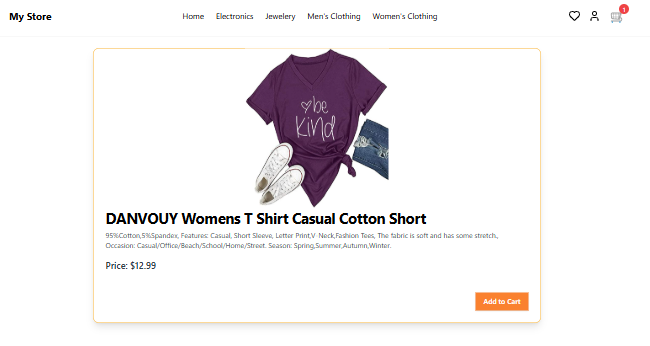 My Store
Home Electronics Jewelery Men's Clothing Women's Clothing
1
be
kind
DANVOUY Womens T Shirt Casual Cotton Short
95%Cotton,5%Spandex, Features: Casual, Short Sleeve, Letter Print,V-Neck,Fashion Tees, The fabric is soft and has some stretch.,
Occasion: Casual/Office/Beach/School/Home/Street. Season: Spring,Summer,Autumn,Winter.
Price: $12.99
Add to Cart